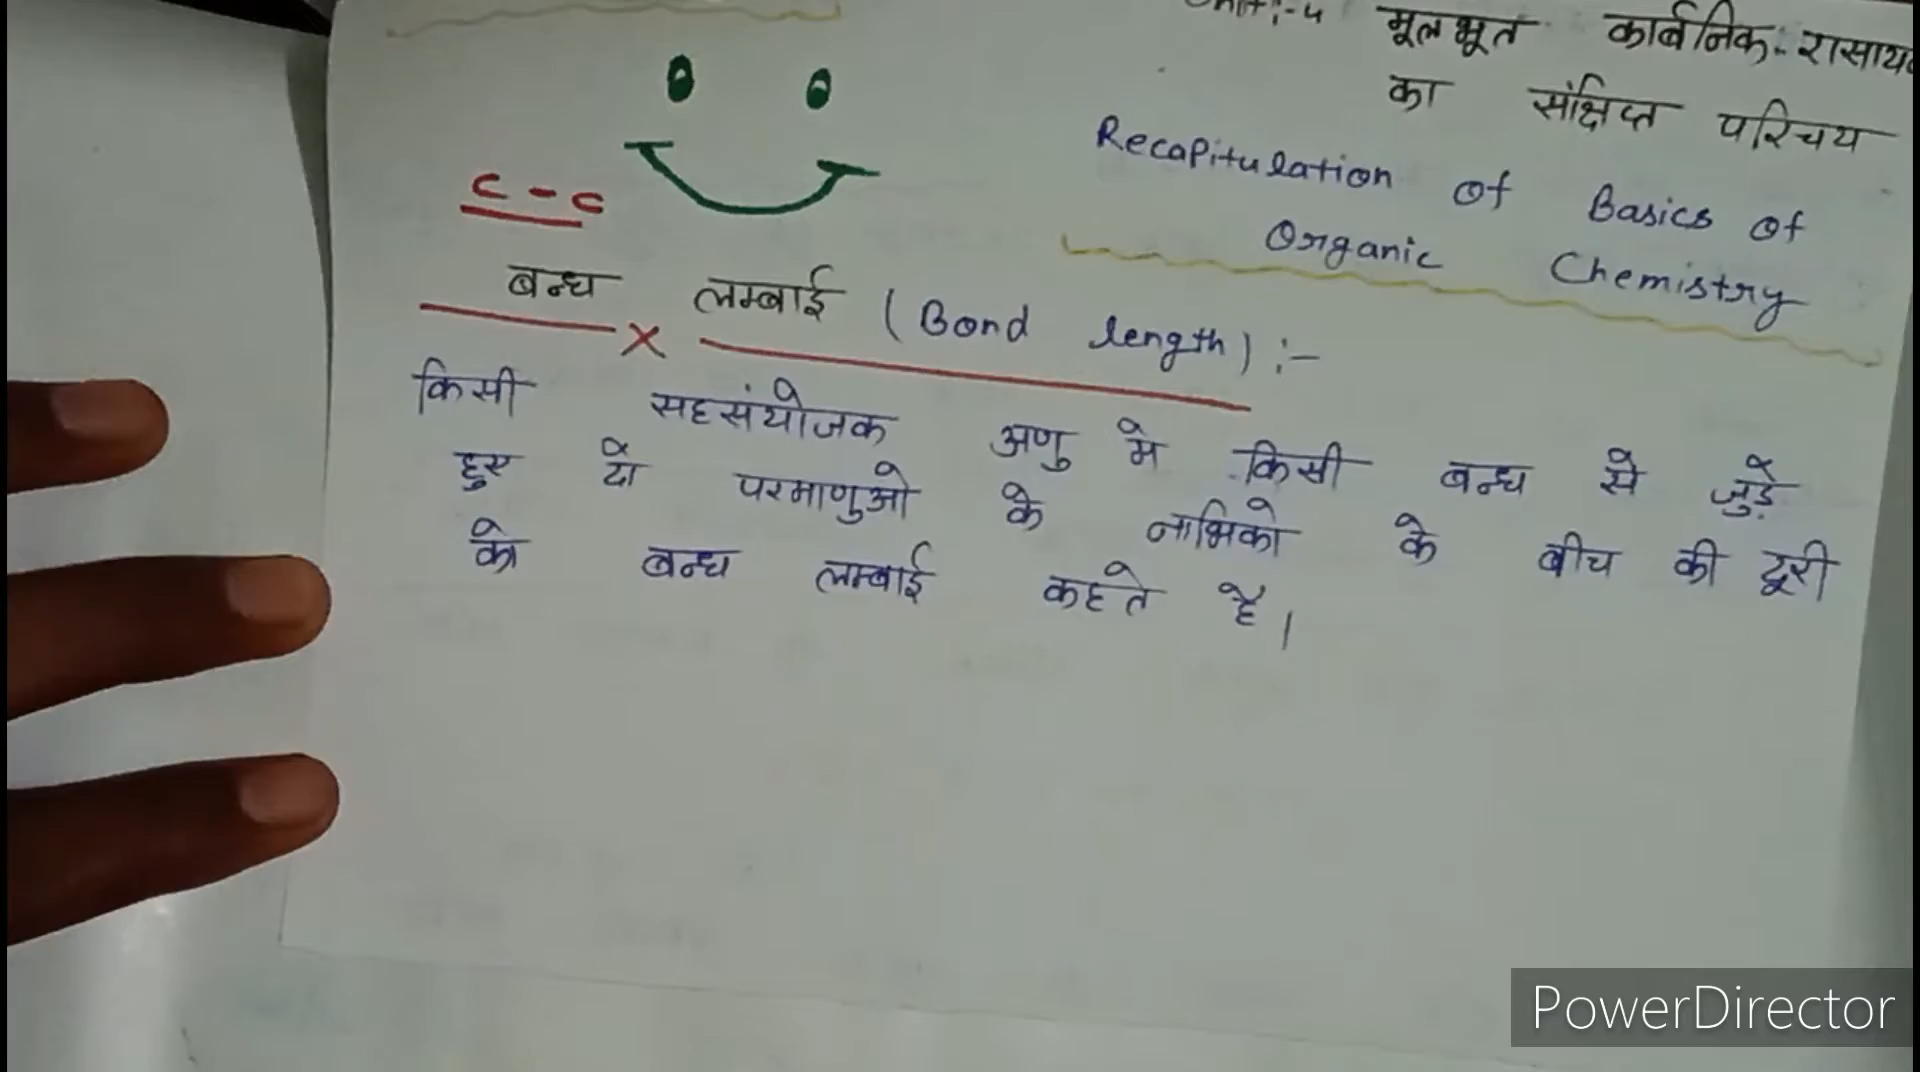 Unit:-4 मूलभूत कार्बनिक-
का संक्षिप्त परिचय
Recapitulation of Basics of
Organic Chemistry
C-C
बन्ध लम्बाई (Bond length):-
किसी सहसंयोजक अणु मे किसी बन्ध से जुड़े
हुए दो परमाणुओ के नाभिको के बीच की दूरी
को बन्ध लम्बाई कहते है।
PowerDirector